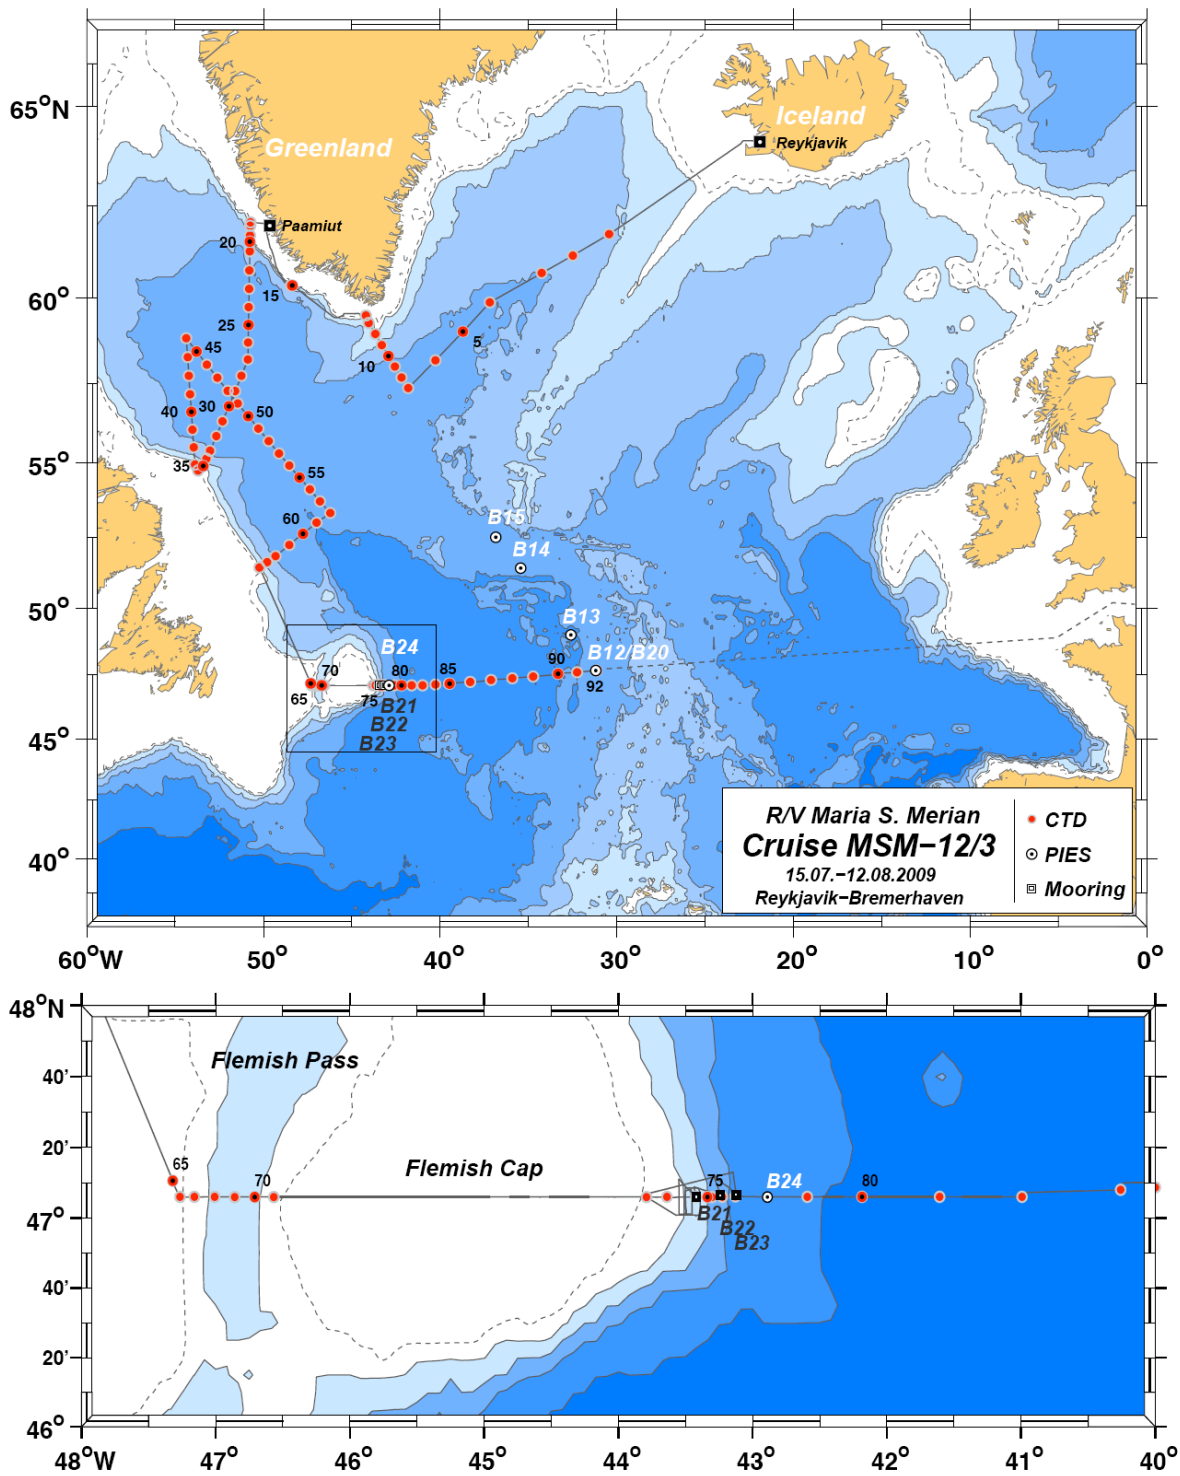 65°N
60°
55°
50°
45°
40°
60°W
50°
40°
30°
20°
10°
0°
Greenland
Iceland
Reykjavik
Paamiut
20
15
25
45
5
10
40
30
50
35
55
60
B15
B14
B13
B24
B12/B20
70
80
85
90
65
75
92
B21
B22
B23
R/V Maria S. Merian
Cruise MSM−12/3
15.07.−12.08.2009
Reykjavik−Bremerhaven
CTD
PIES
Mooring
48°N
40'
20'
47°
40'
20'
46°
48°W
47°
46°
45°
44°
43°
42°
41°
40°
Flemish Pass
Flemish Cap
65
70
75
B24
80
B21
B22
B23